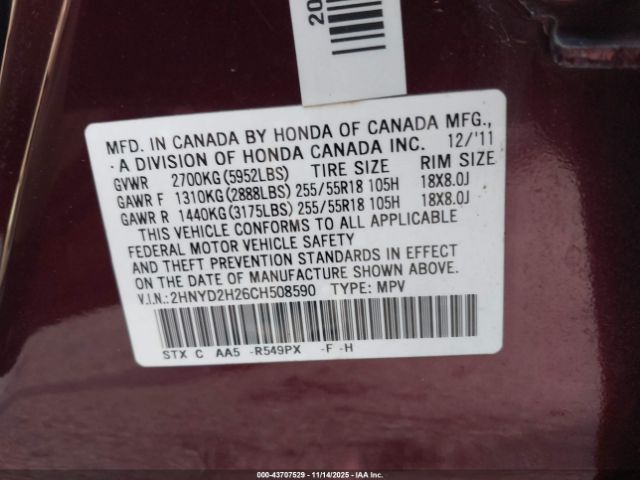 20
MFD. IN CANADA BY HONDA OF CANADA MFG.,
A DIVISION OF HONDA CANADA INC. 12/'11
GVWR 2700KG(5952LBS) TIRE SIZE RIM SIZE
GAWR F 1310KG(2888LBS) 255/55R18 105H 18X8.0J
GAWR R 1440KG(3175LBS) 255/55R18 105H 18X8.0J
THIS VEHICLE CONFORMS TO ALL APPLICABLE
FEDERAL MOTOR VEHICLE SAFETY
AND THEFT PREVENTION STANDARDS IN EFFECT
ON THE DATE OF MANUFACTURE SHOWN ABOVE.
V.I.N.:2HNYD2H26CH508590 TYPE: MPV
STX C AA5 -R549PX -F -H
000-43707529 - 11/14/2025 - IAA Inc.